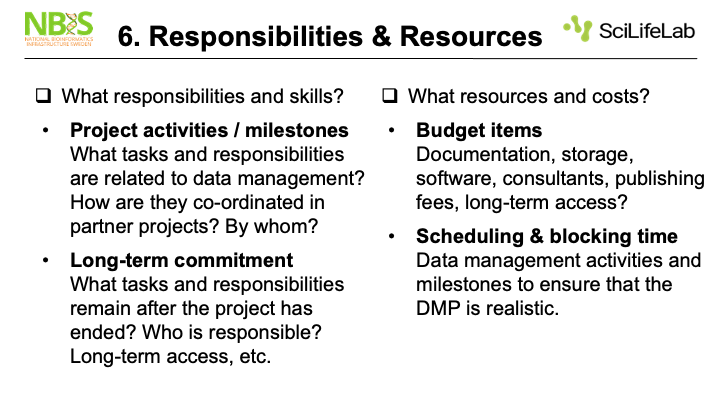 NBIS
NATIONAL BIOINFORMATICS
INFRASTRUCTURE SWEDEN
6. Responsibilities & Resources
SciLifeLab
❑ What responsibilities and skills?
• Project activities / milestones
What tasks and responsibilities
are related to data management?
How are they co-ordinated in
partner projects? By whom?
• Long-term commitment
What tasks and responsibilities
remain after the project has
ended? Who is responsible?
Long-term access, etc.
❑ What resources and costs?
• Budget items
Documentation, storage,
software, consultants, publishing
fees, long-term access?
• Scheduling & blocking time
Data management activities and
milestones to ensure that the
DMP is realistic.